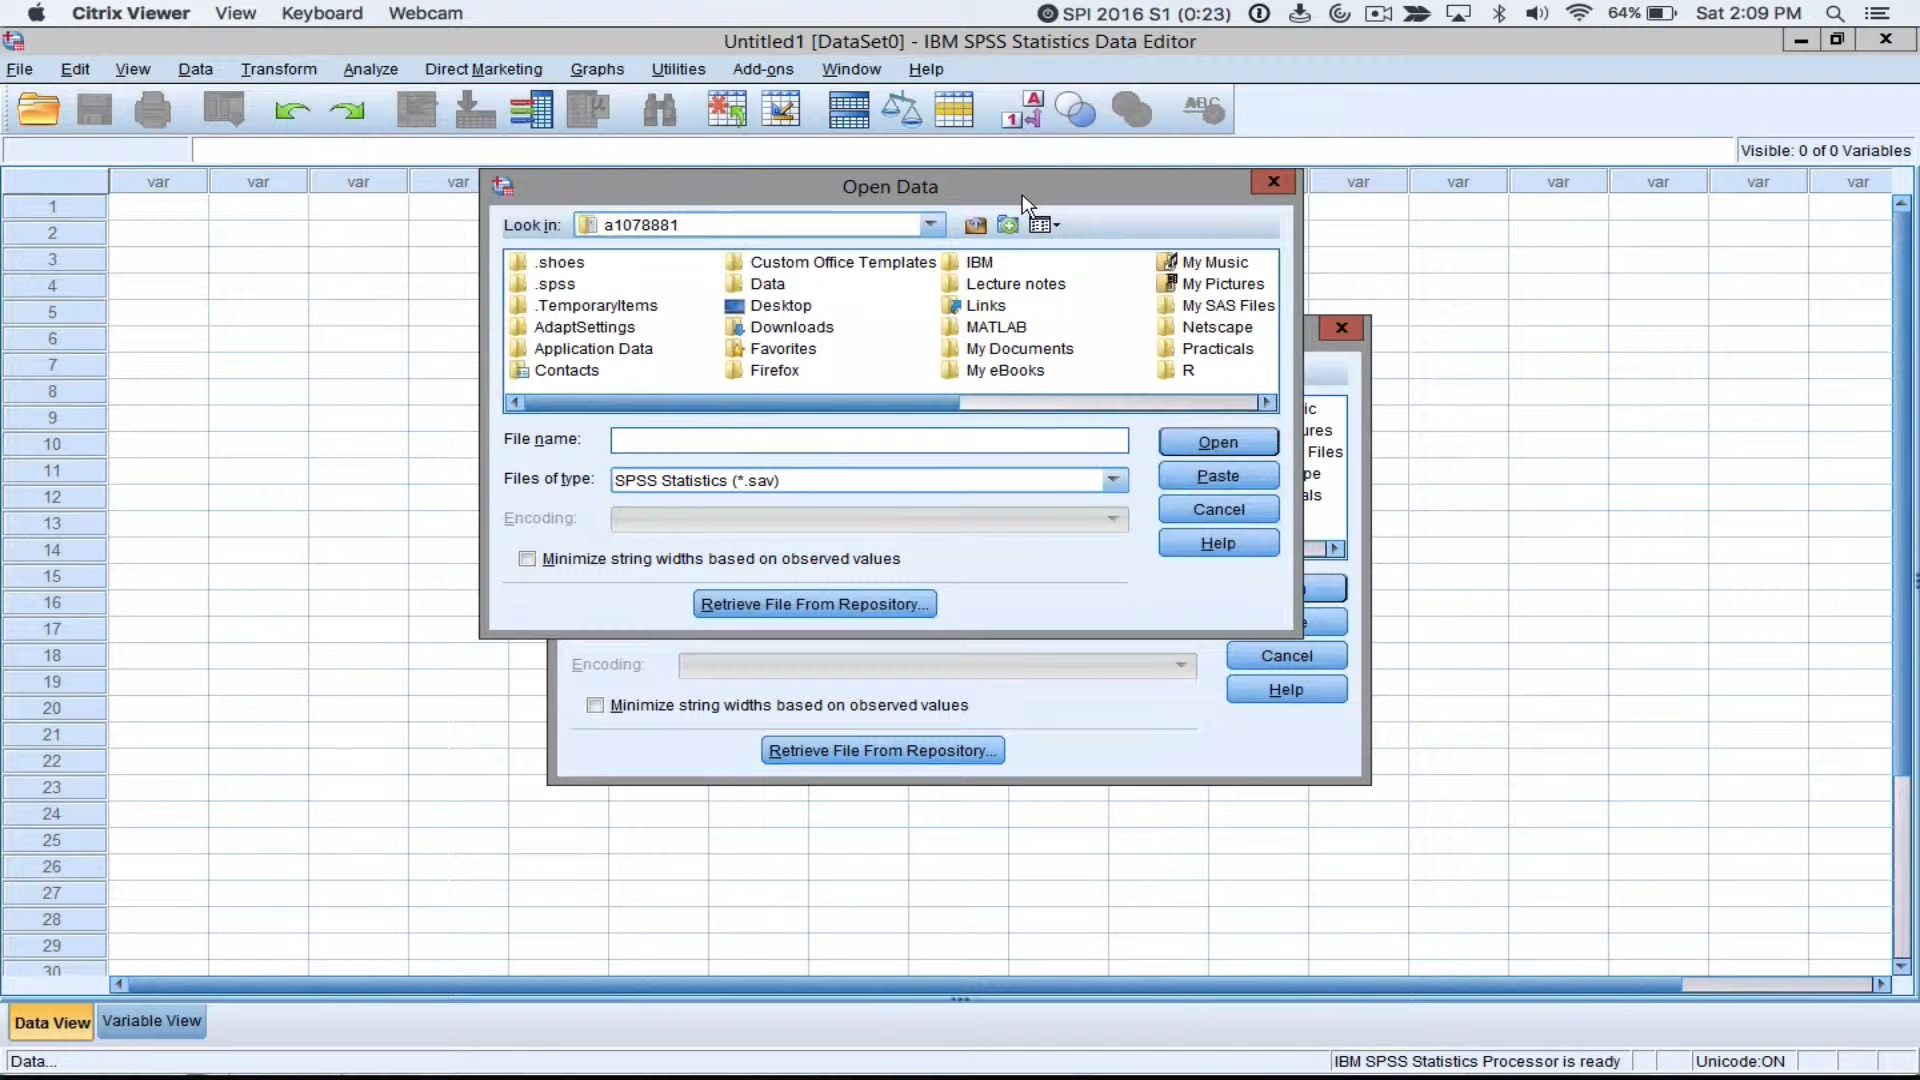 Citrix Viewer View Keyboard Webcam SPI 2016 S1 (0:23) 64% Sat 2:09 PM
Untitled1 [DataSet0] - IBM SPSS Statistics Data Editor
File Edit View Data Transform Analyze Direct Marketing Graphs Utilities Add-ons Window Help
Visible: 0 of 0 Variables
var var var var var var var var var var
Open Data
Look in: a1078881
.shoes Custom Office Templates IBM My Music
.spss Data Lecture notes My Pictures
.TemporaryItems Desktop Links My SAS Files
AdaptSettings Downloads MATLAB Netscape
Application Data Favorites My Documents Practicals
Contacts Firefox My eBooks R
File name: Open
Files of type: SPSS Statistics (*.sav) Paste
Encoding: Cancel
Help
Minimize string widths based on observed values
Retrieve File From Repository...
ic
ures
Files
pe
als
e
Encoding: Cancel
Help
Minimize string widths based on observed values
Retrieve File From Repository...
1
2
3
4
5
6
7
8
9
10
11
12
13
14
15
16
17
18
19
20
21
22
23
24
25
26
27
28
29
30
Data View Variable View
Data... IBM SPSS Statistics Processor is ready Unicode:ON